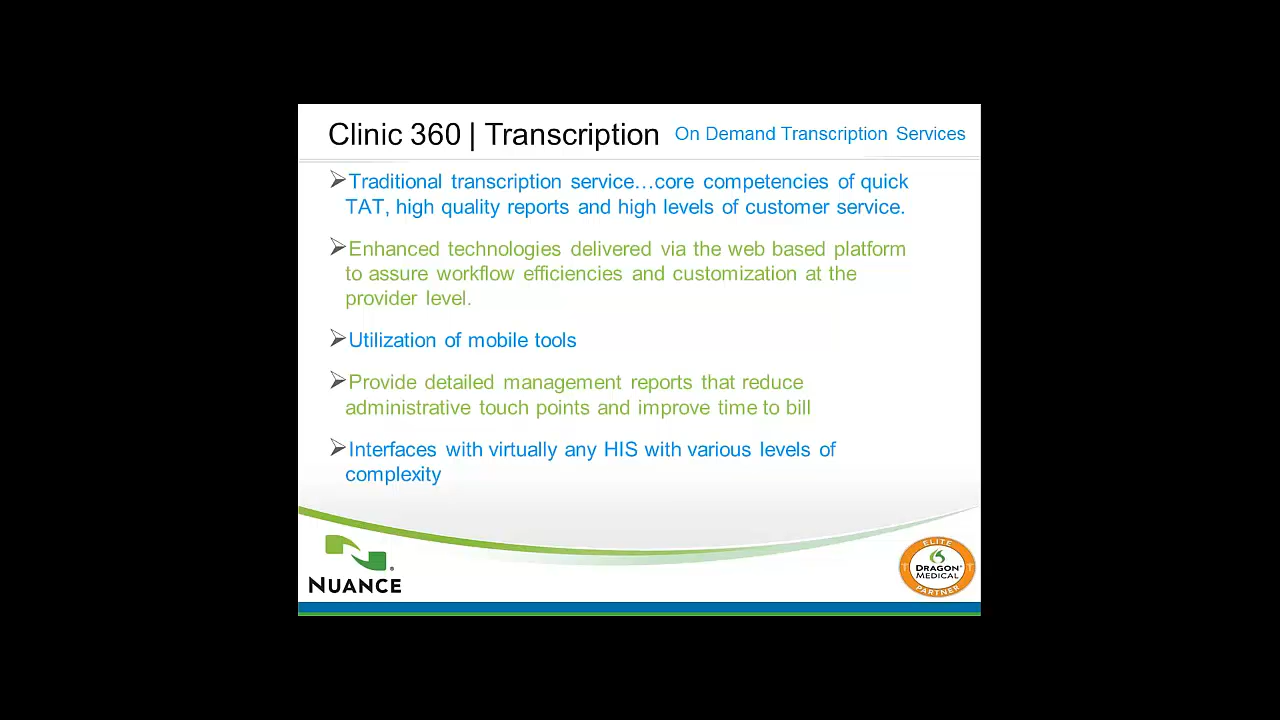 Clinic 360 | Transcription On Demand Transcription Services
Traditional transcription service…core competencies of quick
TAT, high quality reports and high levels of customer service.
Enhanced technologies delivered via the web based platform
to assure workflow efficiencies and customization at the
provider level.
Utilization of mobile tools
Provide detailed management reports that reduce
administrative touch points and improve time to bill
Interfaces with virtually any HIS with various levels of
complexity
NUANCE
ELITE
DRAGON
MEDICAL
PARTNER